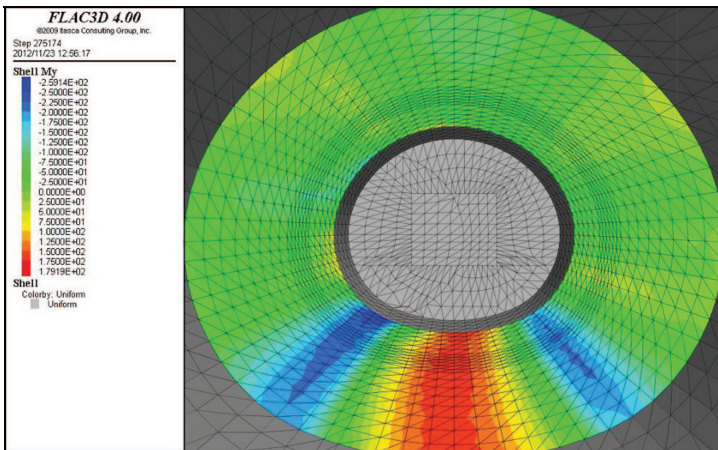 FLAC3D 4.00
©2009 Itasca Consulting Group, Inc.
Step 275174
2012/11/23 12:56:17
Shell My
-2.5914E+02
-2.5000E+02
-2.2500E+02
-2.0000E+02
-1.7500E+02
-1.5000E+02
-1.2500E+02
-1.0000E+02
-7.5000E+01
-5.0000E+01
-2.5000E+01
0.0000E+00
2.5000E+01
5.0000E+01
7.5000E+01
1.0000E+02
1.2500E+02
1.5000E+02
1.7500E+02
1.7919E+02
Shell
Colorby: Uniform
Uniform